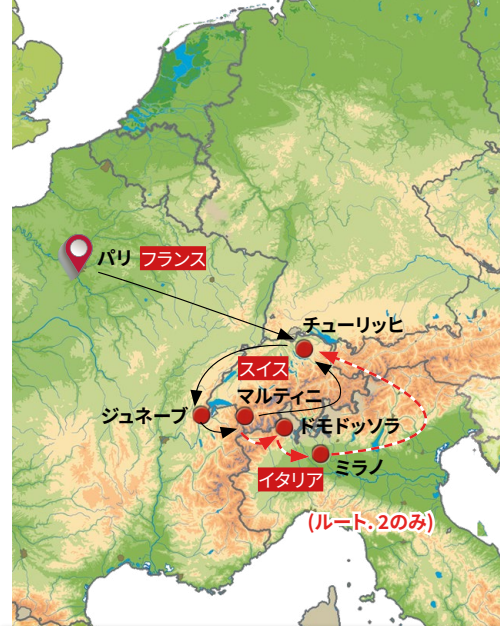 パリ フランス
チューリッヒ
スイス
マルティニ
ジュネーブ
ドモドッソラ
ミラノ
イタリア
(ルート. 2のみ)